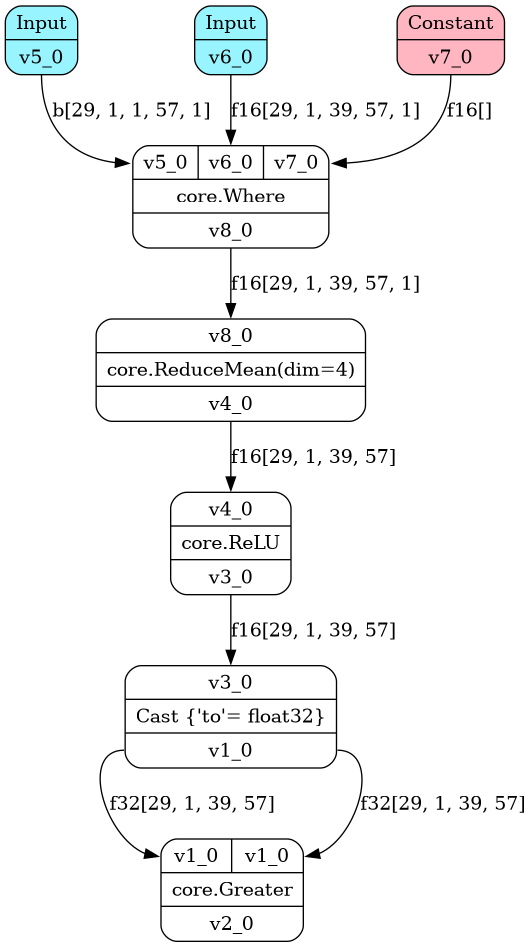 Input
v5_0
Input
v6_0
Constant
v7_0
b[29, 1, 1, 57, 1]
f16[29, 1, 39, 57, 1]
f16[]
v5_0 v6_0 v7_0
core.Where
v8_0
f16[29, 1, 39, 57, 1]
v8_0
core.ReduceMean(dim=4)
v4_0
f16[29, 1, 39, 57]
v4_0
core.ReLU
v3_0
f16[29, 1, 39, 57]
v3_0
Cast {'to'= float32}
v1_0
f32[29, 1, 39, 57]
f32[29, 1, 39, 57]
v1_0 v1_0
core.Greater
v2_0